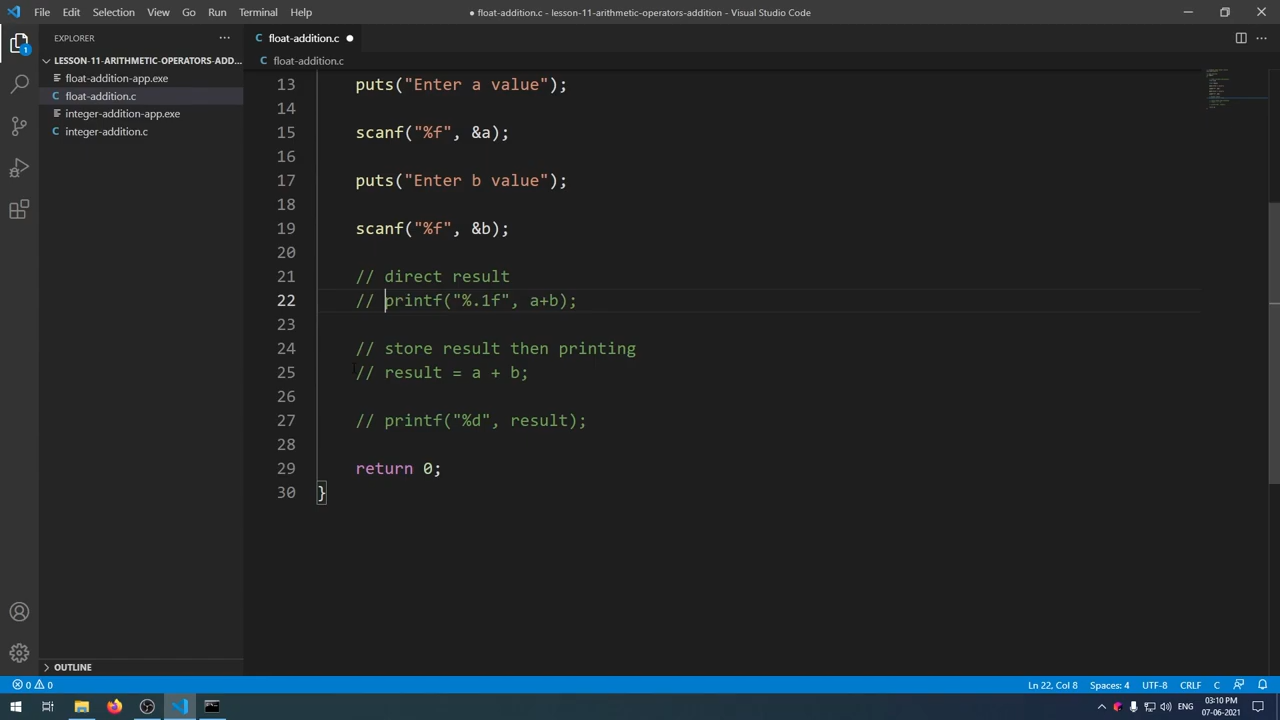 File Edit Selection View Go Run Terminal Help
● float-addition.c - lesson-11-arithmetic-operators-addition - Visual Studio Code
EXPLORER ...
LESSON-11-ARITHMETIC-OPERATORS-ADD...
float-addition-app.exe
C float-addition.c
integer-addition-app.exe
C integer-addition.c
OUTLINE
1
C float-addition.c ●
C float-addition.c
13 puts("Enter a value");
14
15 scanf("%f", &a);
16
17 puts("Enter b value");
18
19 scanf("%f", &b);
20
21 // direct result
22 // printf("%.1f", a+b);
23
24 // store result then printing
25 // result = a + b;
26
27 // printf("%d", result);
28
29 return 0;
30 }
0 0 Ln 22, Col 8 Spaces: 4 UTF-8 CRLF C
ENG 03:10 PM
07-06-2021